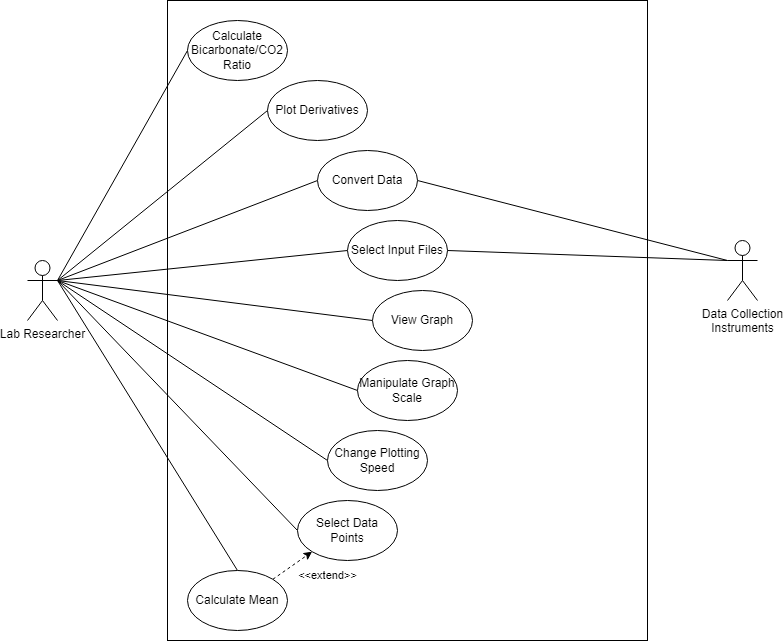 Calculate
Bicarbonate/CO2
Ratio
Plot Derivatives
Convert Data
Select Input Files
View Graph
Manipulate Graph
Scale
Change Plotting
Speed
Select Data
Points
<<extend>>
Calculate Mean
Lab Researcher
Data Collection
Instruments